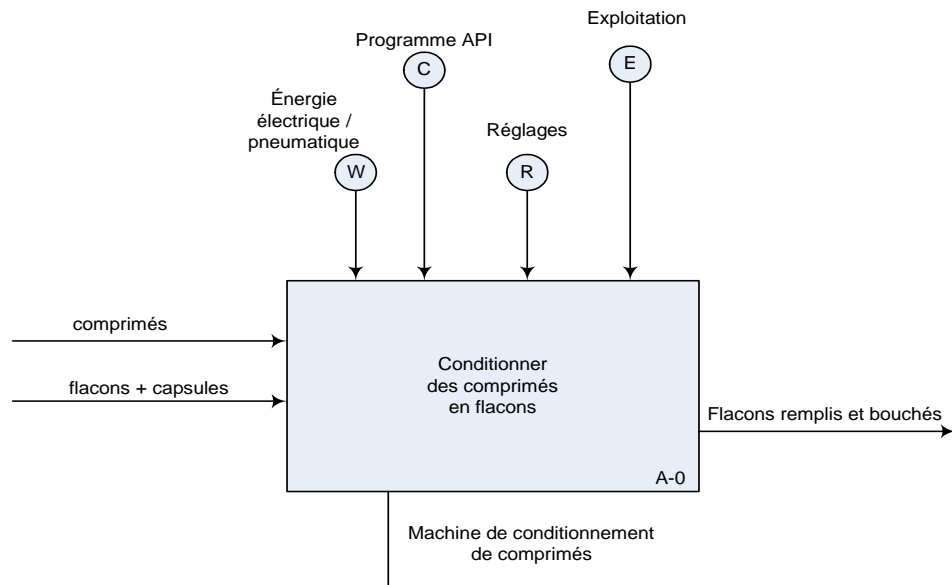 Exploitation
E
Programme API
C
Énergie
électrique /
pneumatique
W
Réglages
R
comprimés
flacons + capsules
Conditionner
des comprimés
en flacons
A-0
Flacons remplis et bouchés
Machine de conditionnement
de comprimés